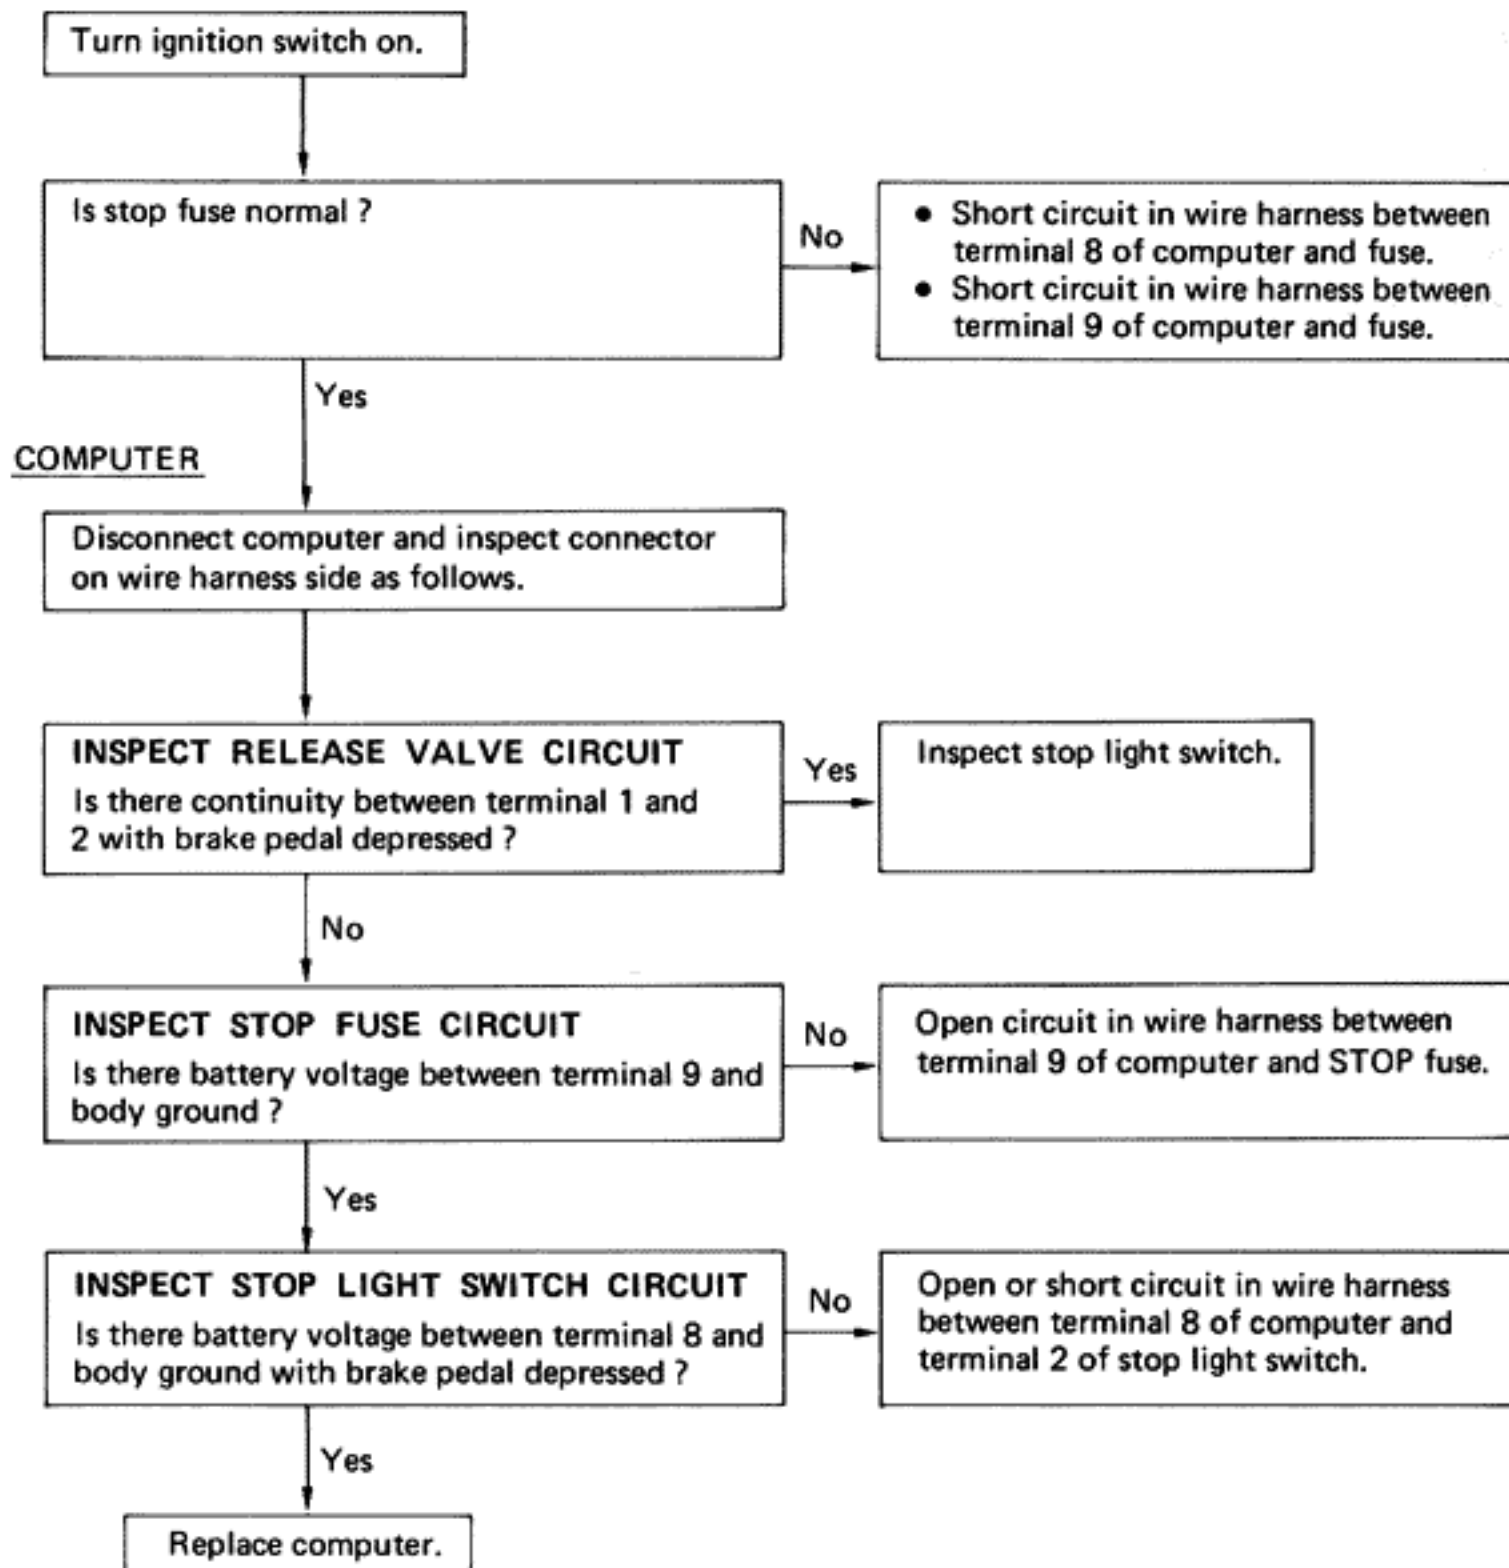 Turn ignition switch on.
Is stop fuse normal ?
No
● Short circuit in wire harness between
terminal 8 of computer and fuse.
● Short circuit in wire harness between
terminal 9 of computer and fuse.
Yes
COMPUTER
Disconnect computer and inspect connector
on wire harness side as follows.
INSPECT RELEASE VALVE CIRCUIT
Is there continuity between terminal 1 and
2 with brake pedal depressed ?
Yes
Inspect stop light switch.
No
INSPECT STOP FUSE CIRCUIT
Is there battery voltage between terminal 9 and
body ground ?
No
Open circuit in wire harness between
terminal 9 of computer and STOP fuse.
Yes
INSPECT STOP LIGHT SWITCH CIRCUIT
Is there battery voltage between terminal 8 and
body ground with brake pedal depressed ?
No
Open or short circuit in wire harness
between terminal 8 of computer and
terminal 2 of stop light switch.
Yes
Replace computer.